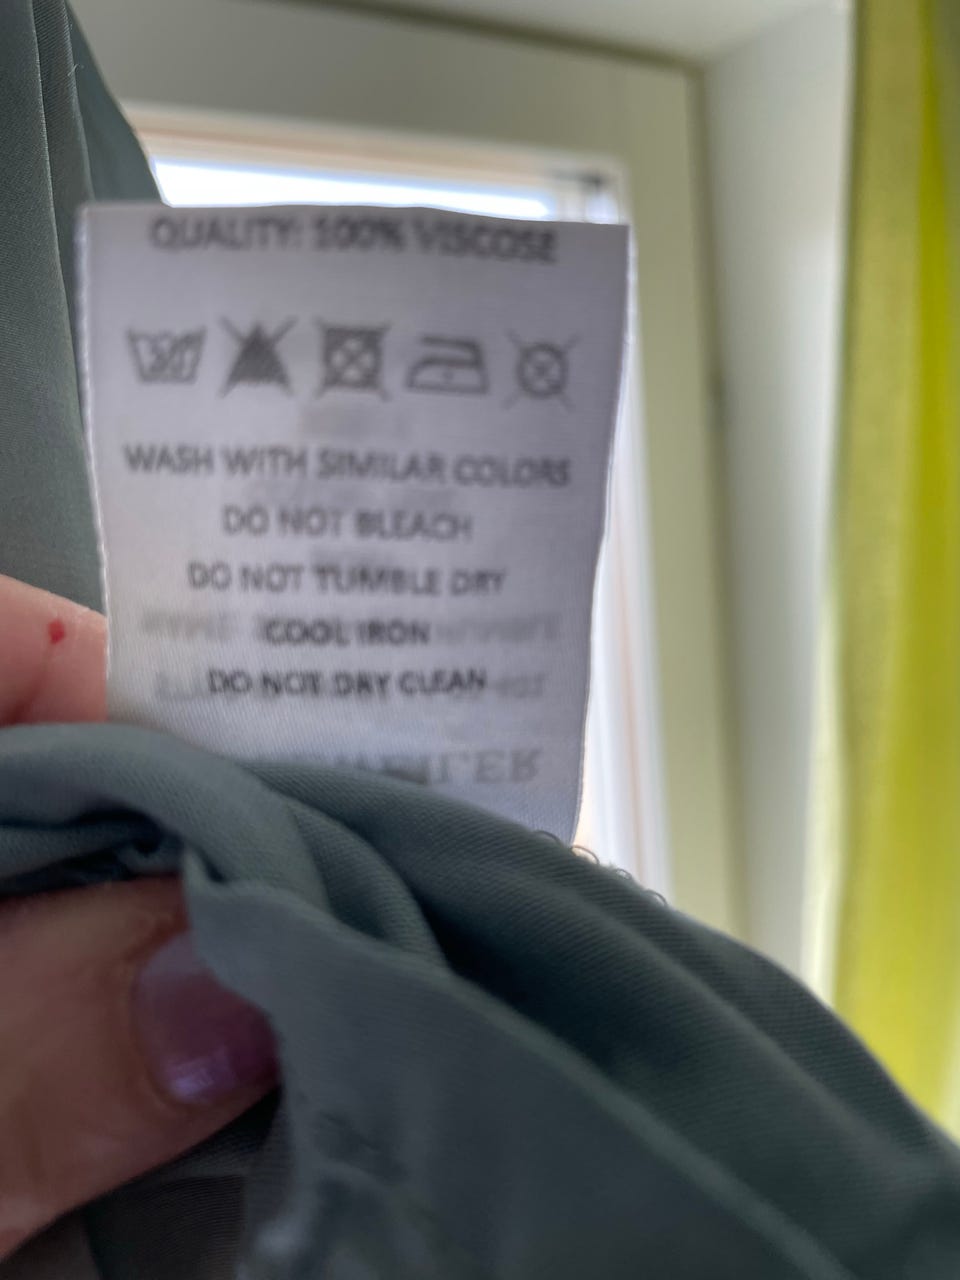 QUALITY: 100% VISCOSE
30
WASH WITH SIMILAR COLORS
DO NOT BLEACH
DO NOT TUMBLE DRY
COOL IRON
DO NOT DRY CLEAN